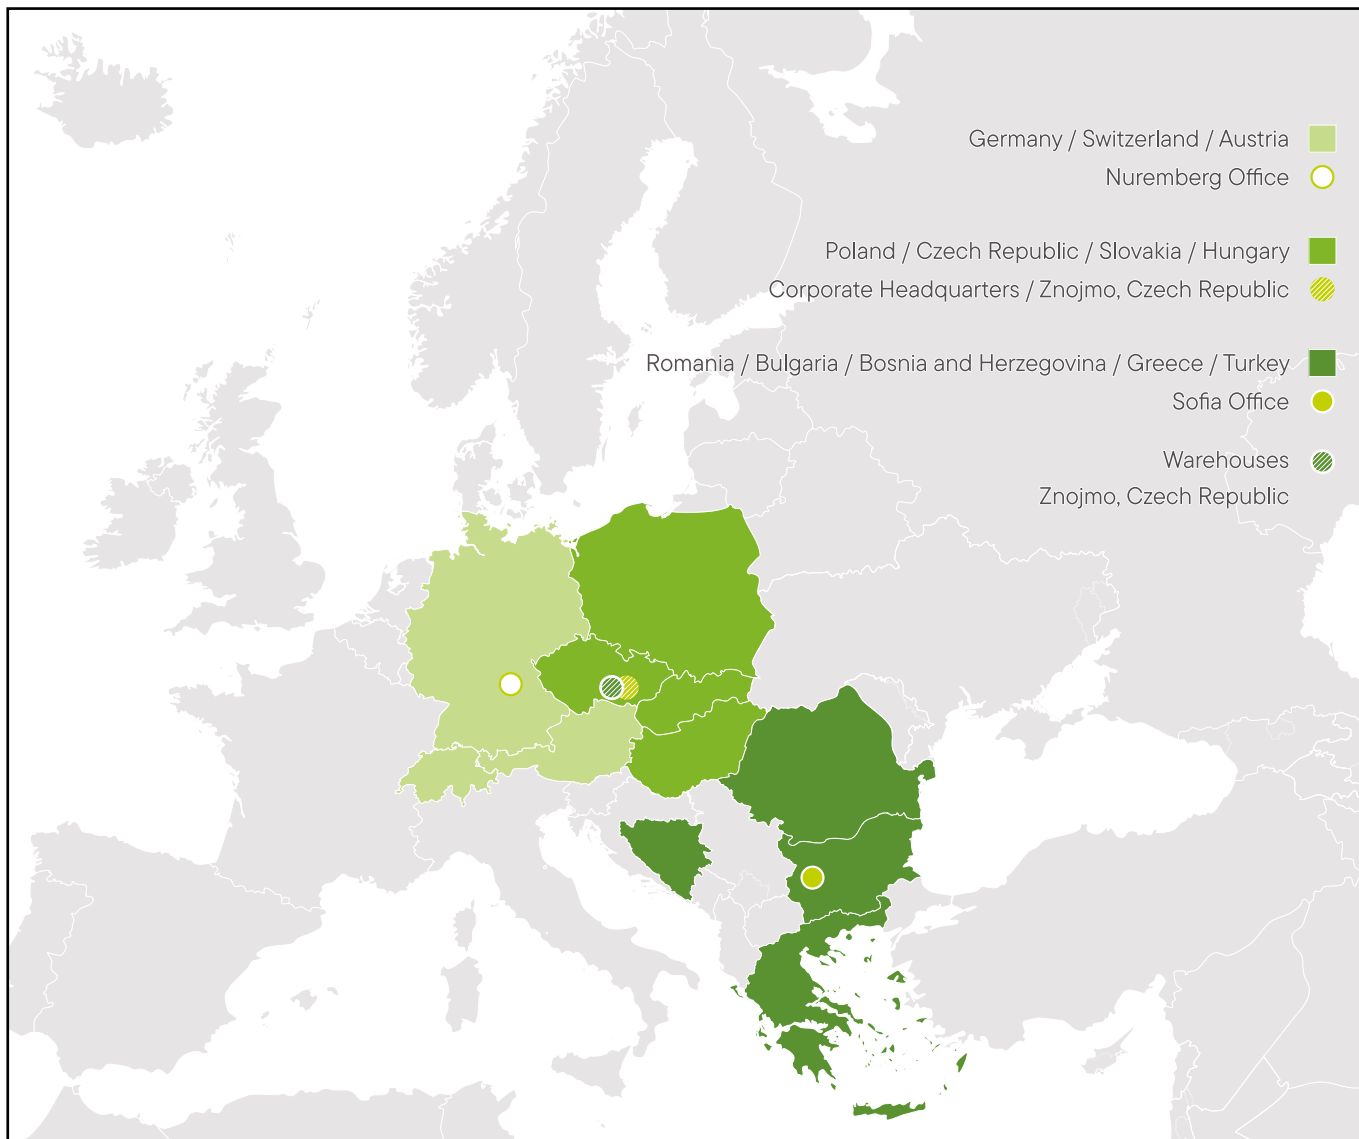 Germany / Switzerland / Austria
Nuremberg Office
Poland / Czech Republic / Slovakia / Hungary
Corporate Headquarters / Znojmo, Czech Republic
Romania / Bulgaria / Bosnia and Herzegovina / Greece / Turkey
Sofia Office
Warehouses
Znojmo, Czech Republic